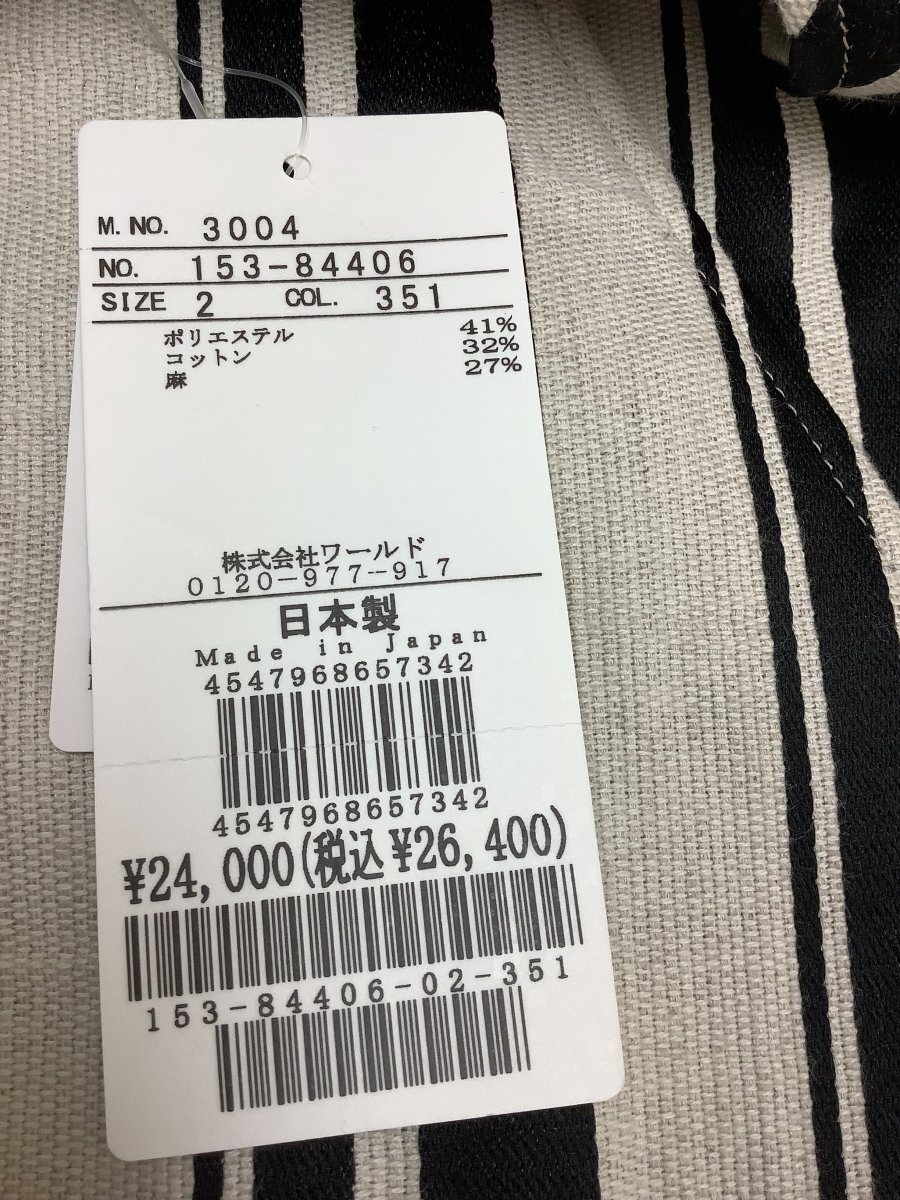 M. NO. 3004
NO. 153-84406
SIZE 2 COL. 351
ポリエステル 41%
コットン 32%
麻 27%
株式会社ワールド
0120-977-917
日本製
Made in Japan
4547968657342
4547968657342
¥24,000(税込¥26,400)
153-84406-02-351